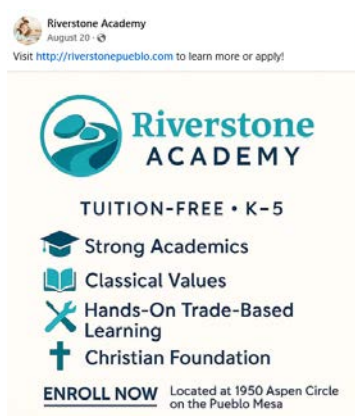 Riverstone Academy
August 20 ·
Visit http://riverstonepueblo.com to learn more or apply!
Riverstone
ACADEMY
TUITION-FREE • K–5
Strong Academics
Classical Values
Hands-On Trade-Based
Learning
Christian Foundation
ENROLL NOW
Located at 1950 Aspen Circle
on the Pueblo Mesa